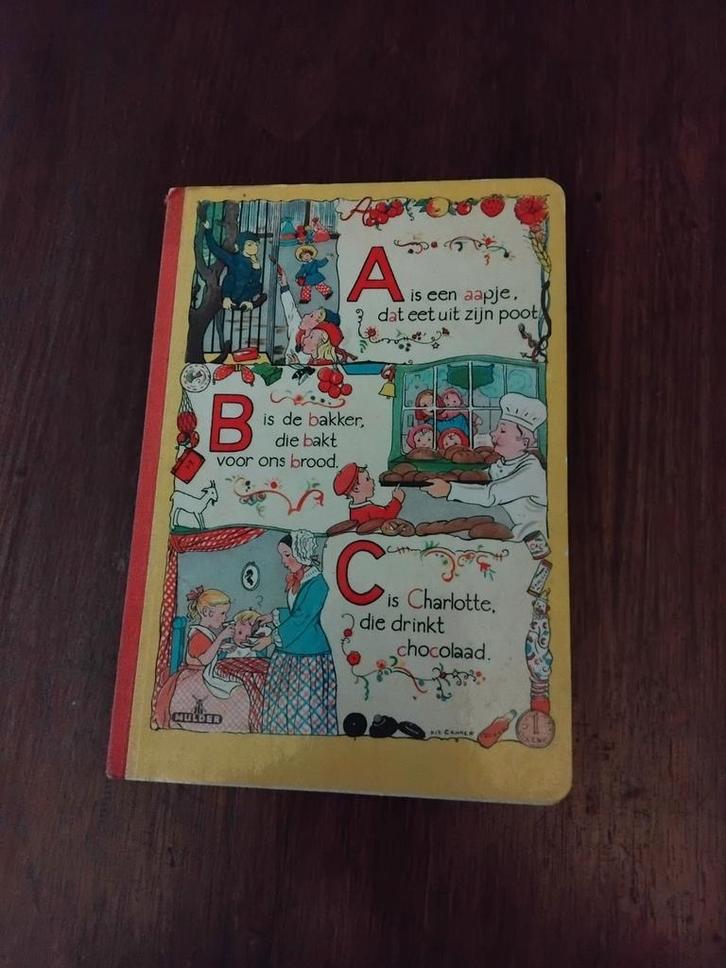 A is een aapje,
dat eet uit zijn poot.
B is de bakker,
die bakt
voor ons brood.
C is Charlotte,
die drinkt
chocolaad.
MULDER
1